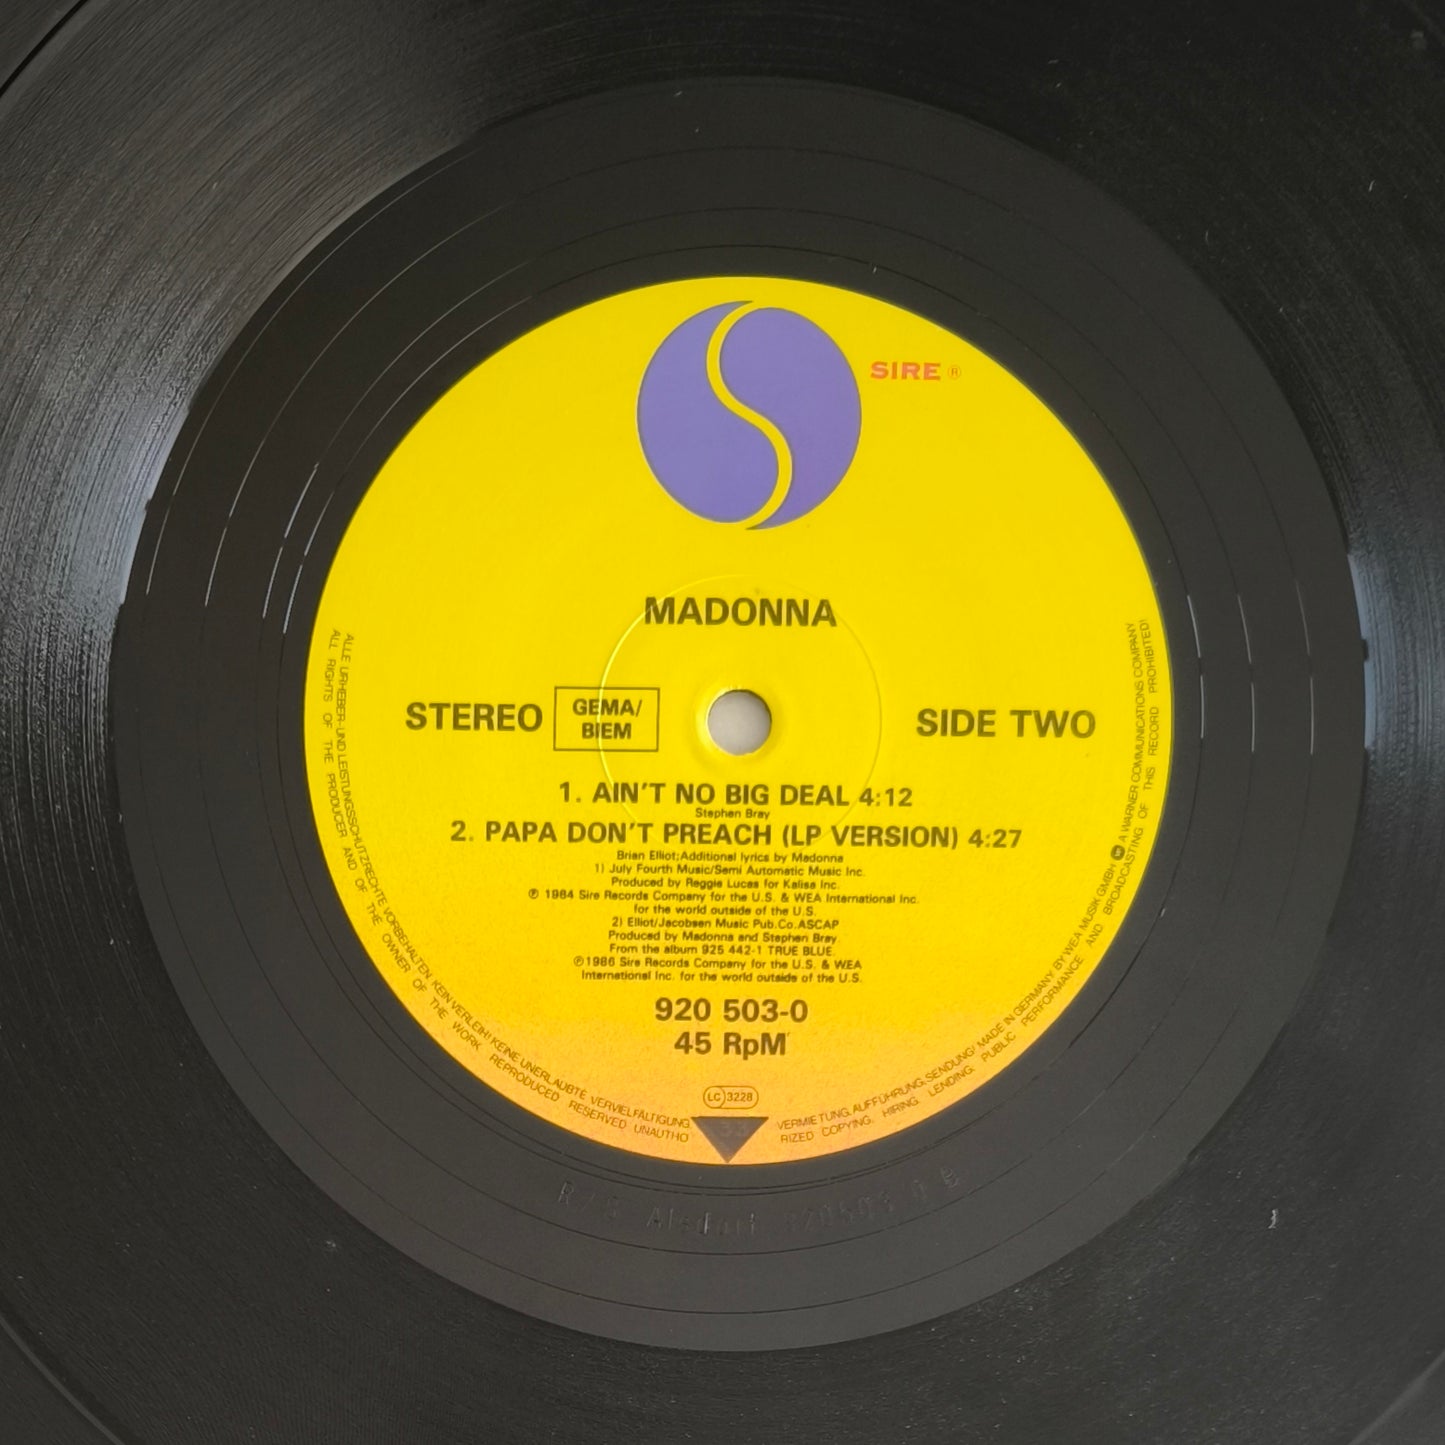 SIRE ®
MADONNA
STEREO
GEMA/
BIEM
SIDE TWO
1. AIN'T NO BIG DEAL 4:12
Stephen Bray
2. PAPA DON'T PREACH (LP VERSION) 4:27
Brian Elliot;Additional lyrics by Madonna
1) July Fourth Music/Semi Automatic Music Inc.
Produced by Reggie Lucas for Kalisa Inc.
℗ 1984 Sire Records Company for the U.S. & WEA International Inc.
for the world outside of the U.S.
2) Elliot/Jacobsen Music Pub.Co.ASCAP
Produced by Madonna and Stephen Bray.
From the album 925 442-1 TRUE BLUE.
℗1986 Sire Records Company for the U.S. & WEA
International Inc. for the world outside of the U.S.
920 503-0
45 RpM
LC 3228
33
ALLE URHEBER- UND LEISTUNGSSCHUTZRECHTE VORBEHALTEN. KEIN VERLEIH! KEINE UNERLAUBTE VERVIELFÄLTIGUNG, VERMIETUNG, AUFFÜHRUNG, SENDUNG! MADE IN GERMANY BY WEA MUSIK GMBH A WARNER COMMUNICATIONS COMPANY
ALL RIGHTS OF THE PRODUCER AND OF THE OWNER OF THE WORK REPRODUCED RESERVED UNAUTHORIZED COPYING, HIRING, LENDING, PUBLIC PERFORMANCE AND BROADCASTING OF THIS RECORD PROHIBITED!
R/S Alsdorf 920503-0 B